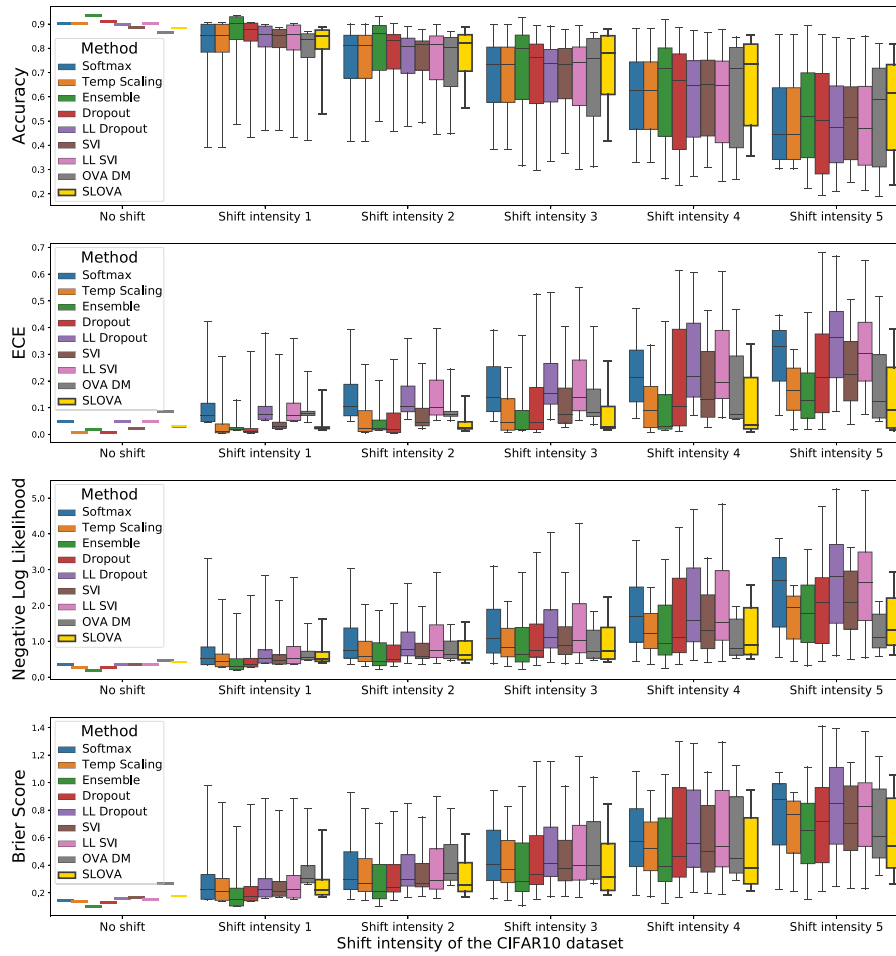 0.9
0.8
0.7
0.6
0.5
0.4
0.3
0.2
Accuracy
Method
Softmax
Temp Scaling
Ensemble
Dropout
LL Dropout
SVI
LL SVI
OVA DM
SLOVA
No shift Shift intensity 1 Shift intensity 2 Shift intensity 3 Shift intensity 4 Shift intensity 5
0.7
0.6
0.5
0.4
0.3
0.2
0.1
0.0
ECE
Method
Softmax
Temp Scaling
Ensemble
Dropout
LL Dropout
SVI
LL SVI
OVA DM
SLOVA
No shift Shift intensity 1 Shift intensity 2 Shift intensity 3 Shift intensity 4 Shift intensity 5
5.0
4.0
3.0
2.0
1.0
0.0
Negative Log Likelihood
Method
Softmax
Temp Scaling
Ensemble
Dropout
LL Dropout
SVI
LL SVI
OVA DM
SLOVA
No shift Shift intensity 1 Shift intensity 2 Shift intensity 3 Shift intensity 4 Shift intensity 5
1.4
1.2
1.0
0.8
0.6
0.4
0.2
Brier Score
Method
Softmax
Temp Scaling
Ensemble
Dropout
LL Dropout
SVI
LL SVI
OVA DM
SLOVA
No shift Shift intensity 1 Shift intensity 2 Shift intensity 3 Shift intensity 4 Shift intensity 5
Shift intensity of the CIFAR10 dataset